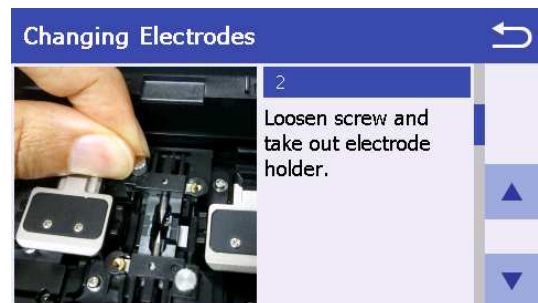 Changing Electrodes
2
Loosen screw and
take out electrode
holder.